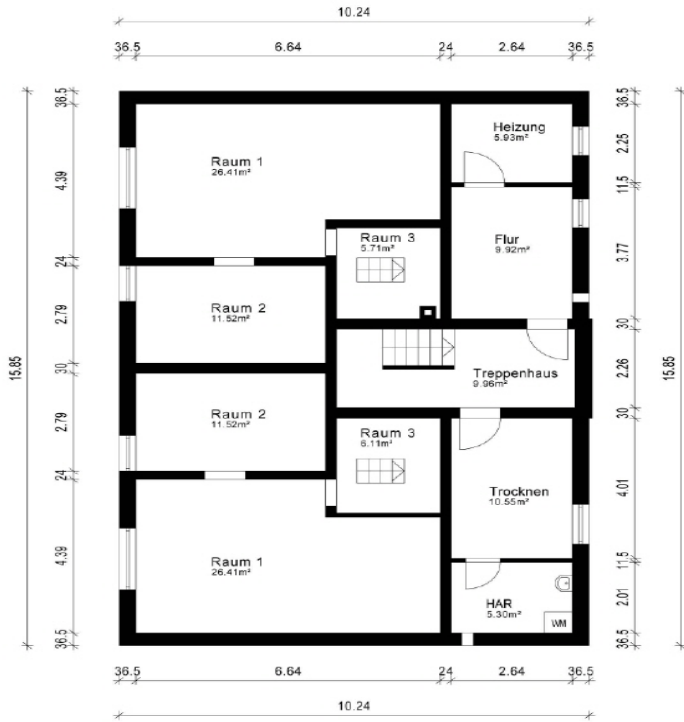 10.24
36.5 6.64 24 2.64 36.5
36.5
4.39
24
2.79
30
2.79
24
4.39
36.5
15.85
36.5
2.25
11.5
3.77
30
2.26
30
4.01
11.5
2.01
36.5
15.85
Heizung
5.93m²
Raum 1
26.41m²
Raum 3
5.71m²
Flur
9.92m²
Raum 2
11.52m²
Treppenhaus
9.96m²
Raum 2
11.52m²
Raum 3
6.11m²
Trocknen
10.55m²
Raum 1
26.41m²
HAR
5.30m²
WM
36.5 6.64 24 2.64 36.5
10.24